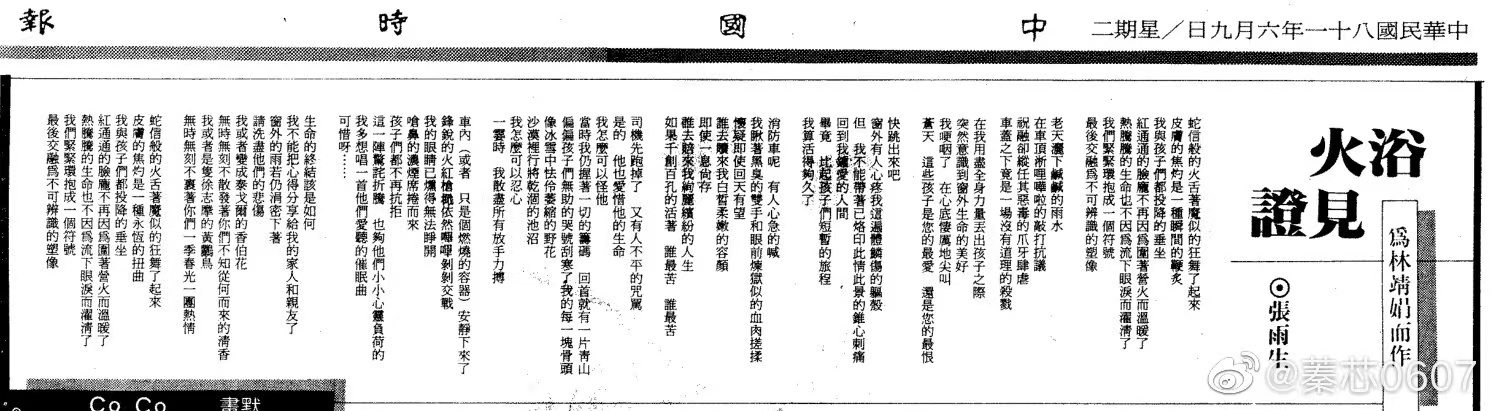 中華民國八十一年六月九日／星期二
中國時報
浴火
見證
爲林靖娟而作
⊙張雨生
蛇信般的火舌著魔似的狂舞了起來
皮膚的焦灼是一種瞬間的鞭炙
我與孩子們都投降的垂坐
紅通通的臉龐不再因爲圍著營火而溫暖了
熱騰騰的生命也不因爲流下眼淚而濯清了
我們緊緊環抱成一個符號
最後交融爲不可辨識的塑像
老天灑下鹹鹹的雨水
在車頂淅哩嘩啦的敲打抗議
祝融卻縱任其惡毒的爪牙肆虐
車蓋之下竟是一場沒有道理的殺戮
在我用盡全身力量丟出孩子之際
突然意識到窗外生命的美好
我哽咽了　在心底悽厲地尖叫
蒼天　這些孩子是您的最愛　還是您的最恨
快跳出來吧
窗外有人心疼我這遍體鱗傷的軀殼
但　我不能帶著已烙印此情此景的錐心刺痛
回到我鍾愛的人間
畢竟　比起孩子們短暫的旅程
我算活得夠久了
消防車呢　有人心急的喊
我瞅著黑臭的雙手和眼前煉獄似的血肉搓揉
懷疑即使回天有望
誰去贖來我白皙柔嫩的容顏
即使一息尙存
誰去賠來我絢麗繽紛的人生
如果千創百孔的活著　誰最苦　誰最苦
司機先跑掉了　又有人不平的咒罵
是的　他也愛惜他的生命
我怎麼可以怪他
當時我仍握著一切的籌碼　回首就有一片靑山
偏偏孩子們無助的哭號刮塞了我的每一塊骨頭
像冰雪中怯伶萎縮的野花
沙漠裡行將乾涸的池沼
我怎麼可以忍心
一霎時　我散盡所有放手力搏
車內（或者　只是個燃燒的容器）安靜下來了
鋒銳的火紅槍桅依然嗶嗶剝剝交戰
我的眼睛已燻得無法睜開
嗆鼻的濃煙席捲而來
孩子們都不再抗拒
這一陣驚詫折騰　也夠他們小小心靈負荷的
我多想唱一首他們愛聽的催眠曲
可惜呀……
生命的終結該是如何
我不能把心得分享給我的家人和親友了
窗外的雨若仍涓密下著
請洗盡他們的悲傷
我或者變成泰戈爾的香伯花
無時無刻不散發著你們不知從何而來的淸香
我或者是隻徐志摩的黃鸝鳥
無時無刻不裹著你們一季春光一團熱情
蛇信般的火舌著魔似的狂舞了起來
皮膚的焦灼是一種永恆的扭曲
我與孩子們都投降的垂坐
紅通通的臉龐不再因爲圍著營火而溫暖了
熱騰騰的生命也不因爲流下眼淚而濯清了
我們緊緊環抱成一個符號
最後交融爲不可辨識的塑像
Co Co
畫默
@蓁芯0607